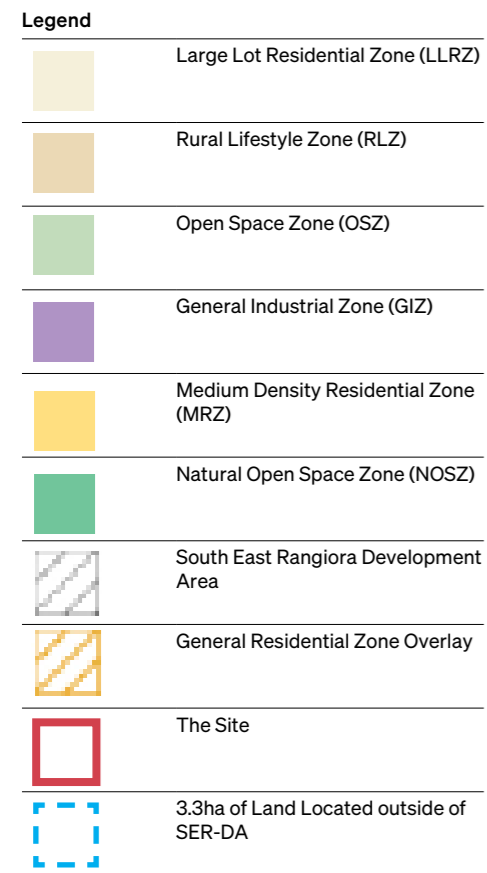 Legend
Large Lot Residential Zone (LLRZ)
Rural Lifestyle Zone (RLZ)
Open Space Zone (OSZ)
General Industrial Zone (GIZ)
Medium Density Residential Zone
(MRZ)
Natural Open Space Zone (NOSZ)
South East Rangiora Development
Area
General Residential Zone Overlay
The Site
3.3ha of Land Located outside of
SER-DA